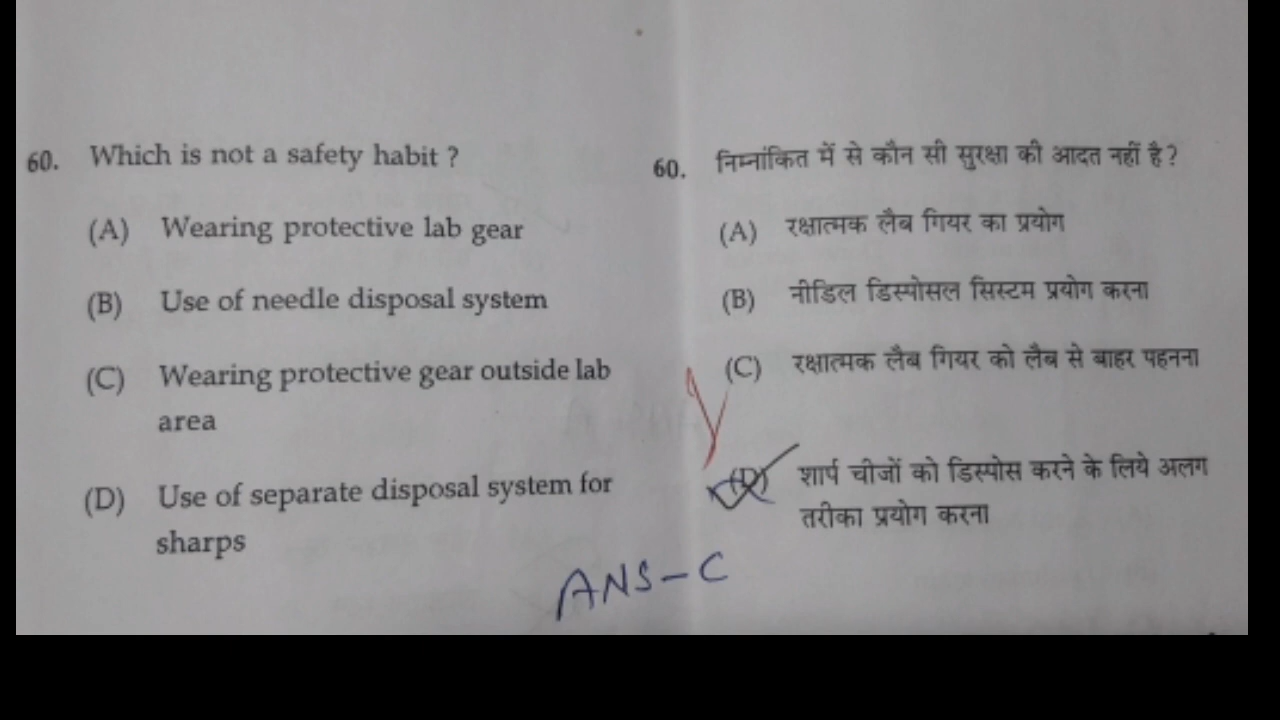 60. Which is not a safety habit ?
(A) Wearing protective lab gear
(B) Use of needle disposal system
(C) Wearing protective gear outside lab
area
(D) Use of separate disposal system for
sharps
60. निम्नांकित में से कौन सी सुरक्षा की आदत नहीं है ?
(A) रक्षात्मक लैब गियर का प्रयोग
(B) नीडिल डिस्पोसल सिस्टम प्रयोग करना
(C) रक्षात्मक लैब गियर को लैब से बाहर पहनना
(D) शार्प चीजों को डिस्पोस करने के लिये अलग
तरीका प्रयोग करना
ANS-C